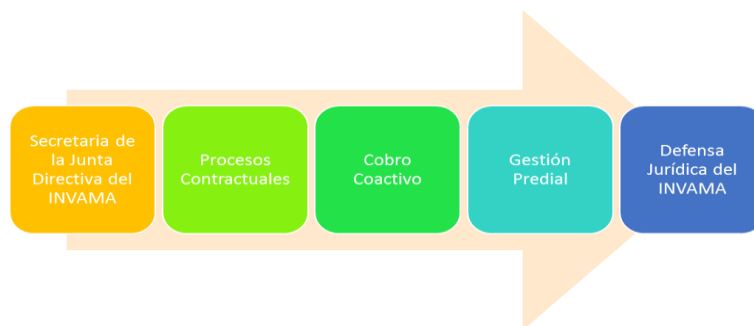 Secretaria de
la Junta
Directiva del
INVAMA
Procesos
Contractuales
Cobro
Coactivo
Gestión
Predial
Defensa
Jurídica del
INVAMA